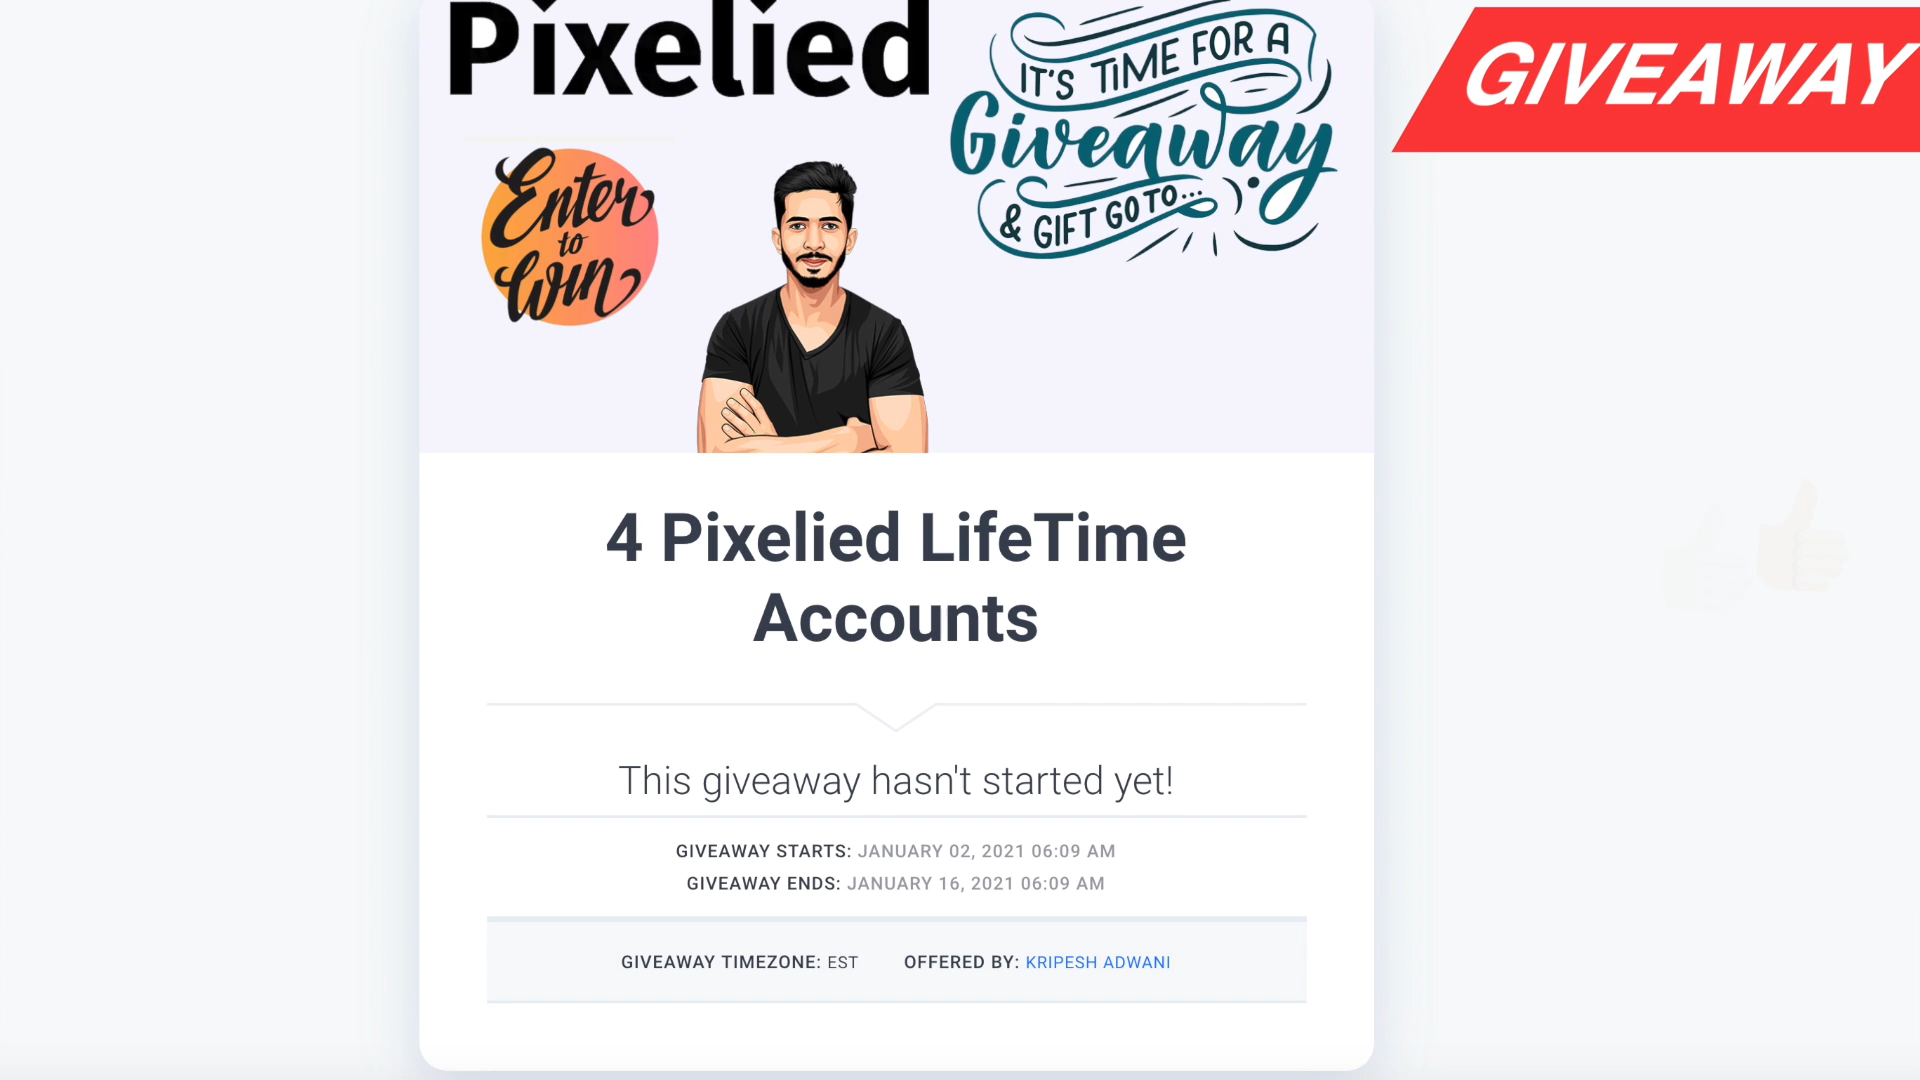 Pixelied
IT'S TIME FOR A
Giveaway
& GIFT GO TO...
GIVEAWAY
Enter
to
Win
4 Pixelied LifeTime
Accounts
This giveaway hasn't started yet!
GIVEAWAY STARTS: JANUARY 02, 2021 06:09 AM
GIVEAWAY ENDS: JANUARY 16, 2021 06:09 AM
GIVEAWAY TIMEZONE: EST OFFERED BY: KRIPESH ADWANI